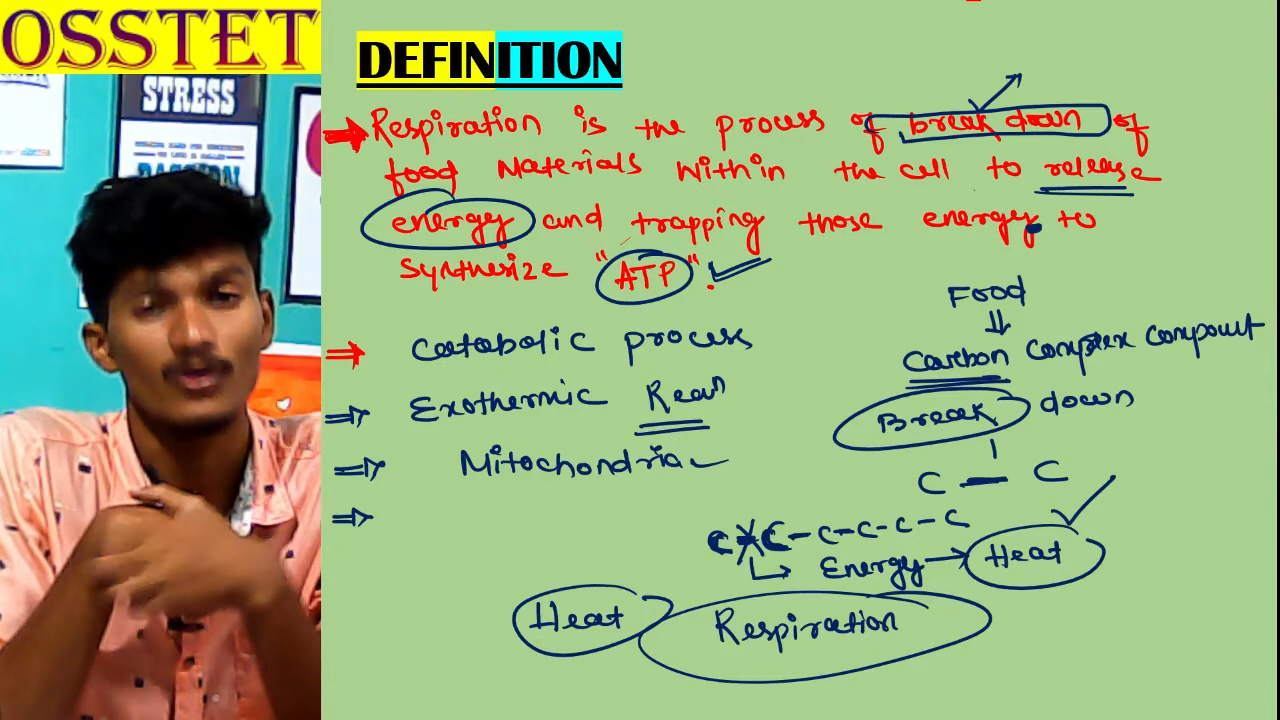 OSSTET
STRESS
DEFINITION
⇒ Respiration is the process of break down of
food Materials within the cell to release
energy and trapping those energy to
Synthesize "ATP".
Food
⇓
⇒ Catabolic process
Carbon complex compount
⇒ Exothermic Rean
Break down
⇒ Mitochondria
C — C
⇒
C-C-C-C-C-C
↳ Energy → Heat
Heat Respiration